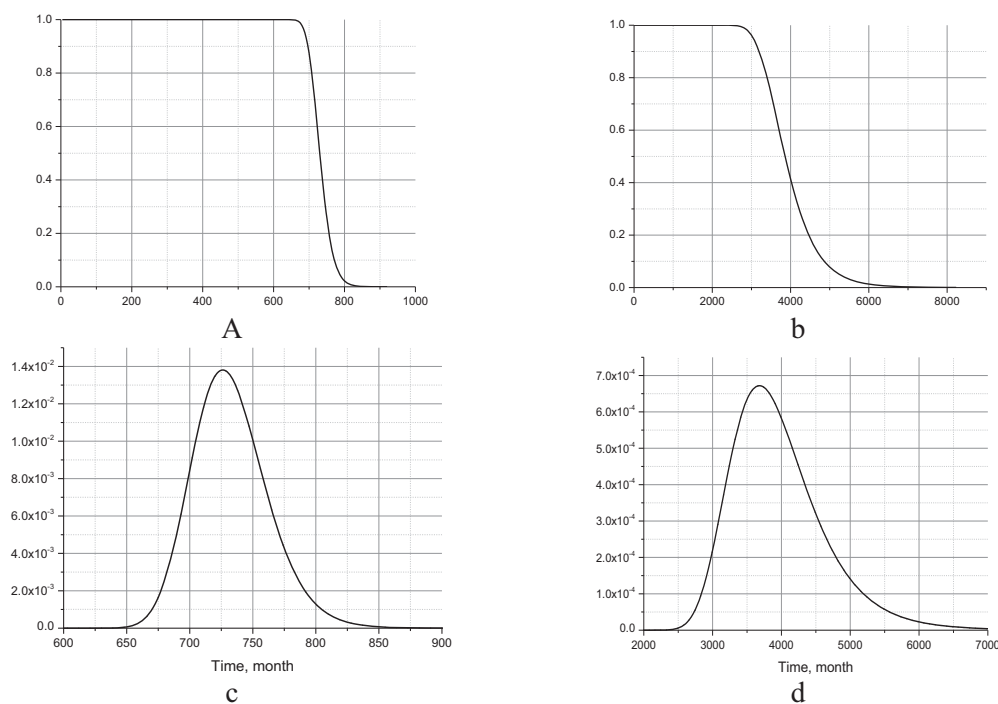 1.0
0.8
0.6
0.4
0.2
0.0
0 200 400 600 800 1000
A
1.0
0.8
0.6
0.4
0.2
0.0
0 2000 4000 6000 8000
b
1.4x10⁻²
1.2x10⁻²
1.0x10⁻²
8.0x10⁻³
6.0x10⁻³
4.0x10⁻³
2.0x10⁻³
0.0
600 650 700 750 800 850 900
Time, month
c
7.0x10⁻⁴
6.0x10⁻⁴
5.0x10⁻⁴
4.0x10⁻⁴
3.0x10⁻⁴
2.0x10⁻⁴
1.0x10⁻⁴
0.0
2000 3000 4000 5000 6000 7000
Time, month
d